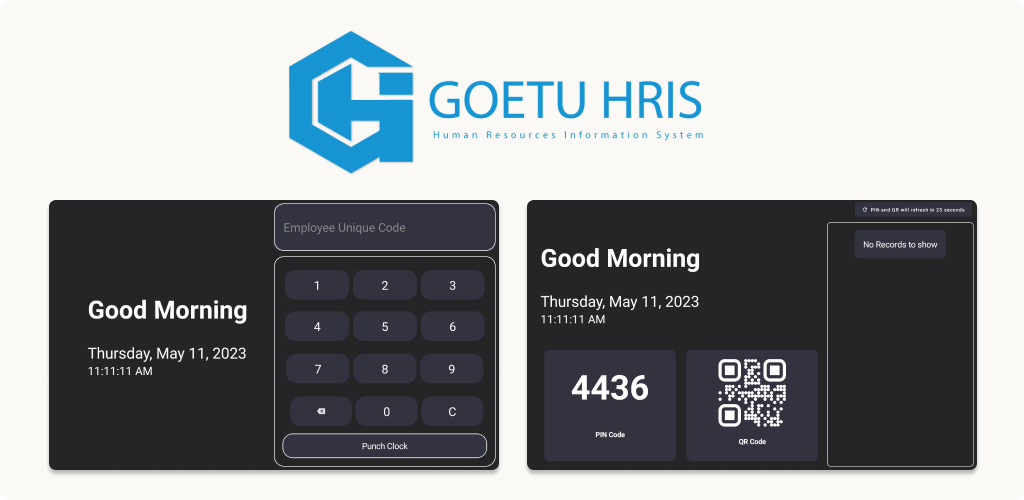 GOETU HRIS
Human Resources Information System
Good Morning
Thursday, May 11, 2023
11:11:11 AM
Employee Unique Code
1 2 3
4 5 6
7 8 9
0 C
Punch Clock
PIN and QR will refresh in 25 seconds
Good Morning
Thursday, May 11, 2023
11:11:11 AM
4436
PIN Code
QR Code
No Records to show